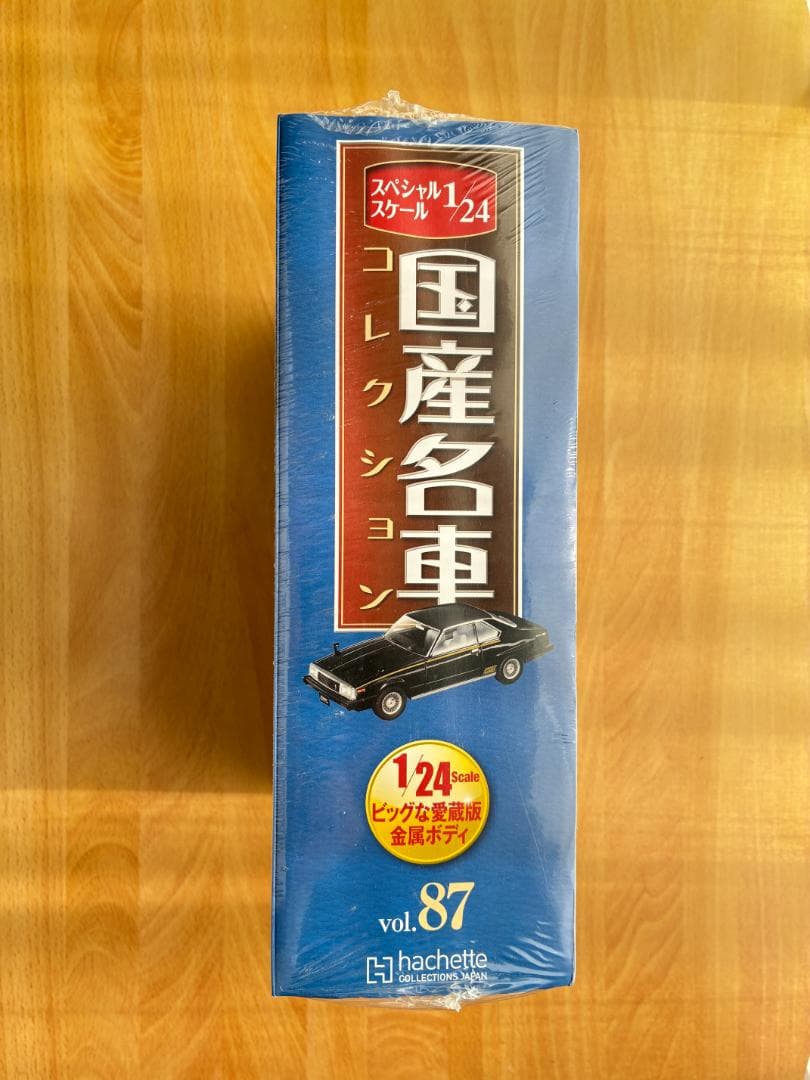 スペシャル
スケール 1/24
国産名車
コレクション
1/24 Scale
ビッグな愛蔵版
金属ボディ
vol.87
hachette
COLLECTIONS JAPAN